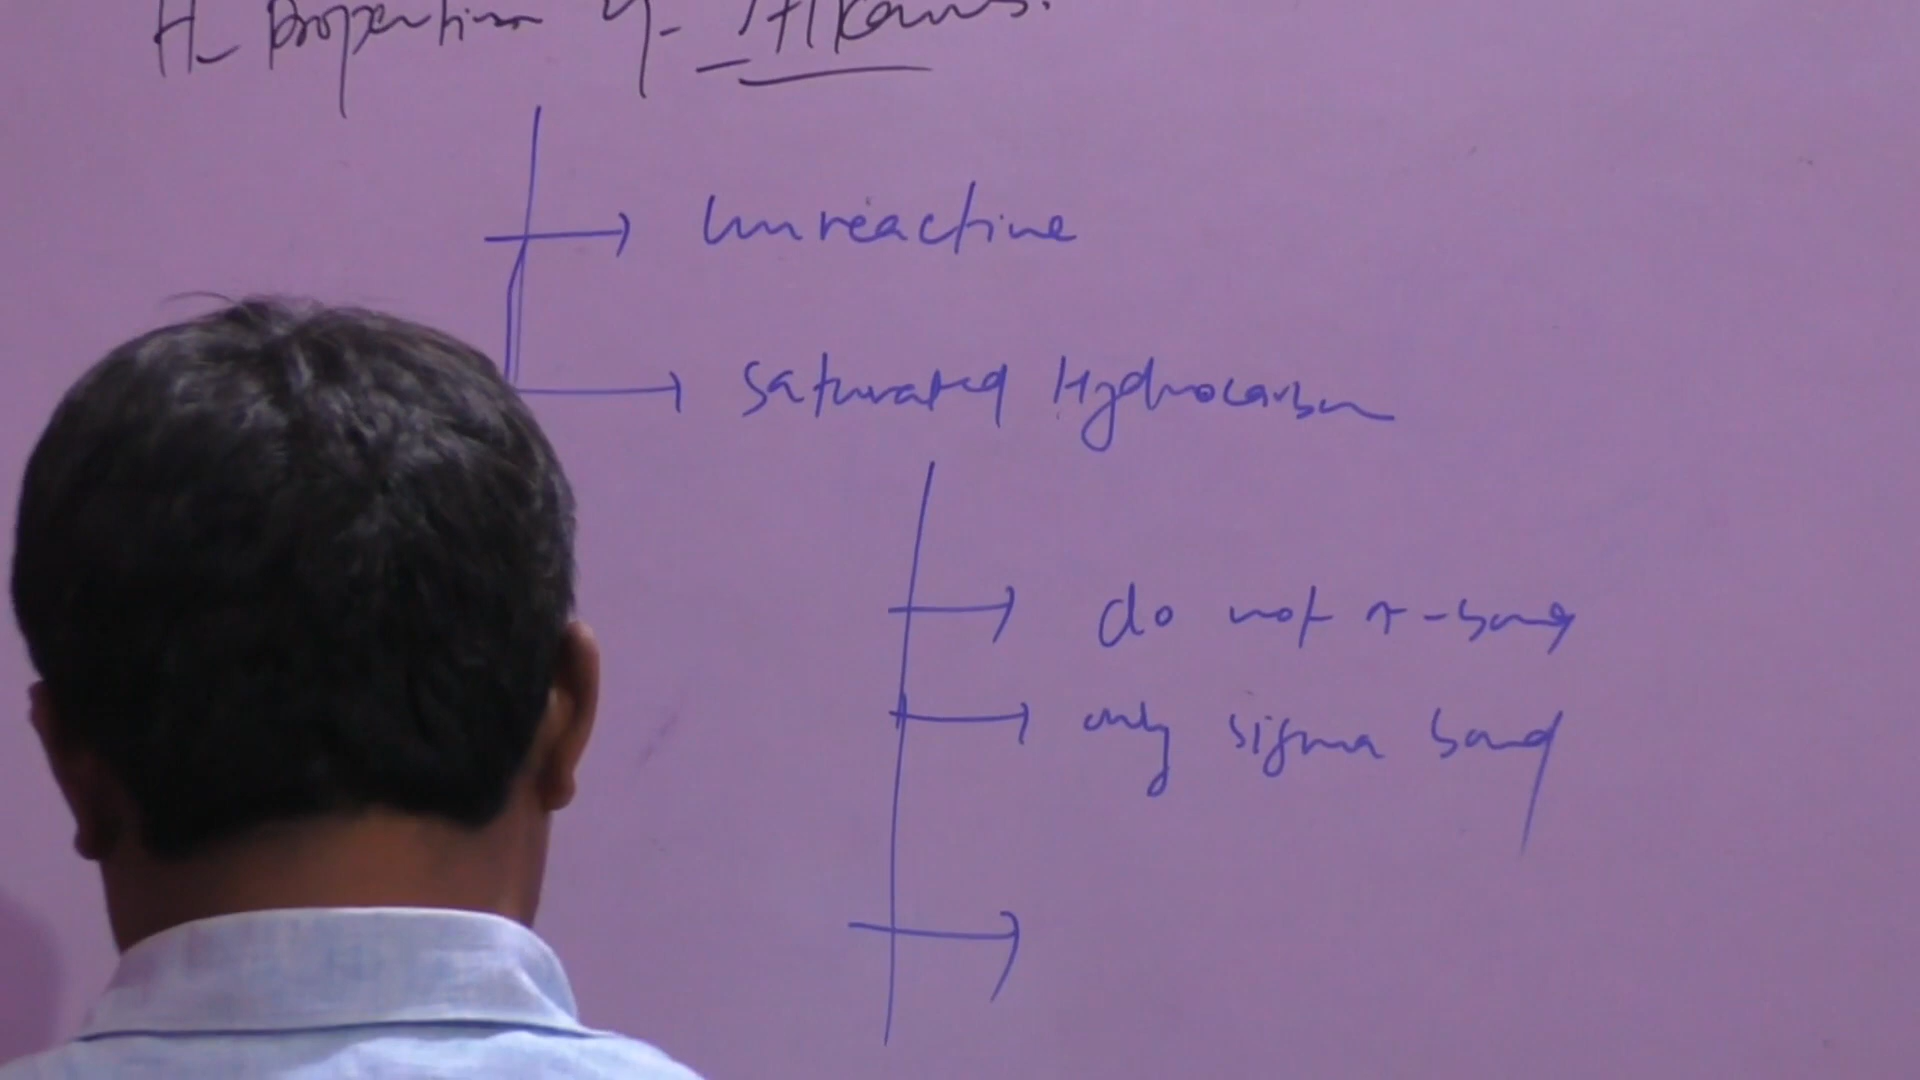 Properties of Alkanes.
unreactive
saturated Hydrocarbon
do not π-bond
only sigma bond